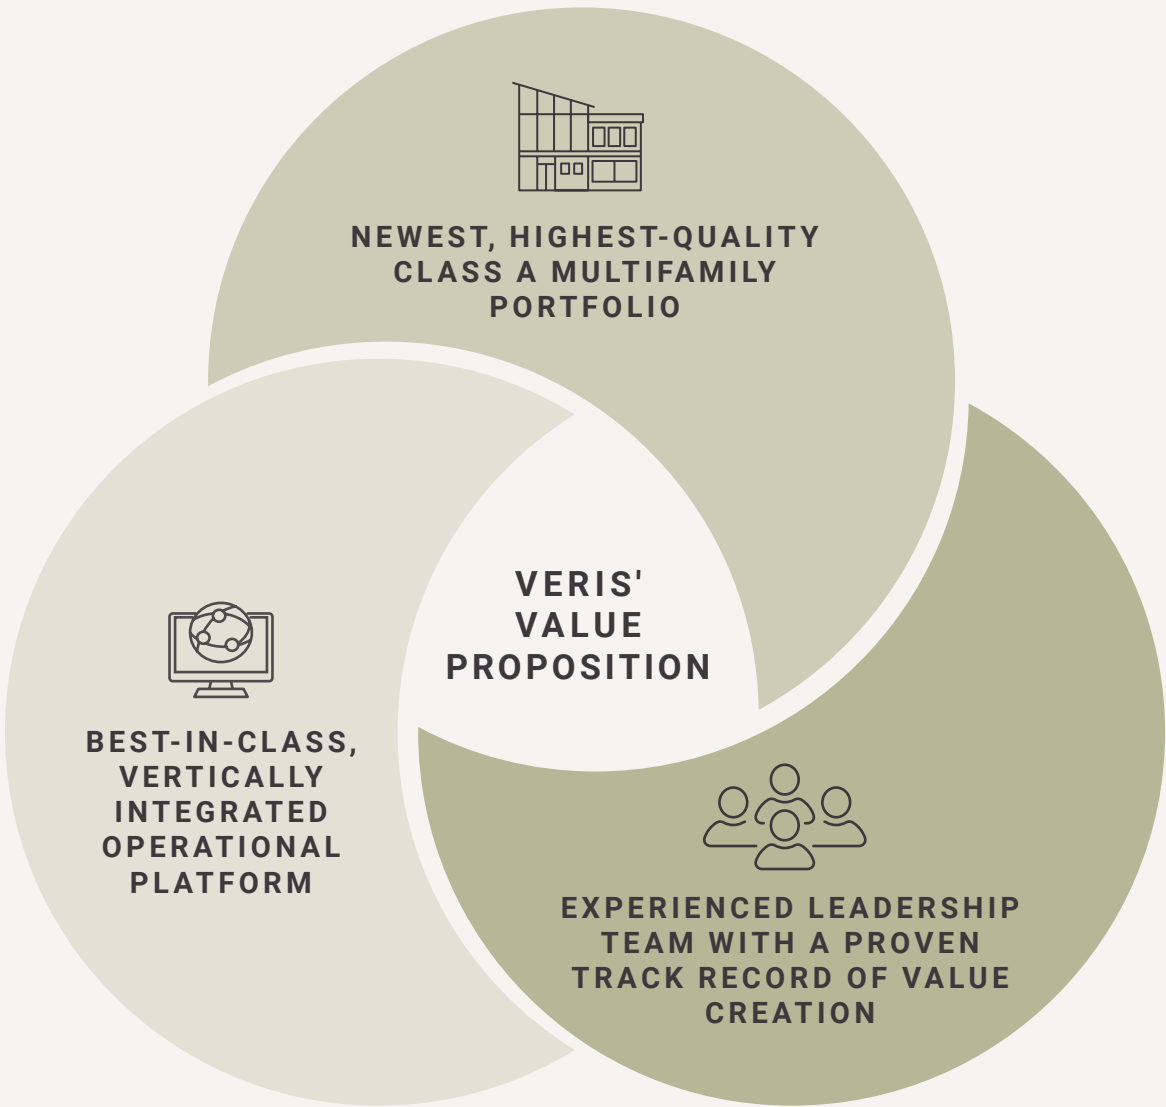 NEWEST, HIGHEST-QUALITY
CLASS A MULTIFAMILY
PORTFOLIO
VERIS'
VALUE
PROPOSITION
BEST-IN-CLASS,
VERTICALLY
INTEGRATED
OPERATIONAL
PLATFORM
EXPERIENCED LEADERSHIP
TEAM WITH A PROVEN
TRACK RECORD OF VALUE
CREATION